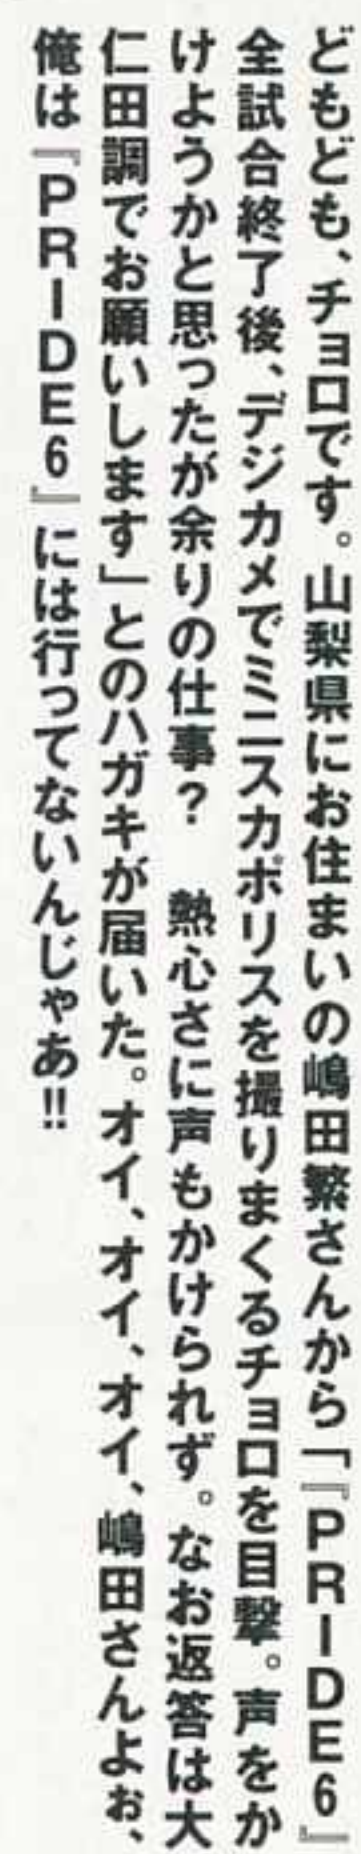 どもども、チョロです。山梨県にお住まいの嶋田繁さんから「『PRIDE6』
全試合終了後、デジカメでミニスカポリスを撮りまくるチョロを目撃。声をか
けようかと思ったが余りの仕事？　熱心さに声もかけられず。なお返答は大
仁田調でお願いします」とのハガキが届いた。オイ、オイ、オイ、嶋田さんよぉ、
俺は『PRIDE6』には行ってないんじゃあ!!